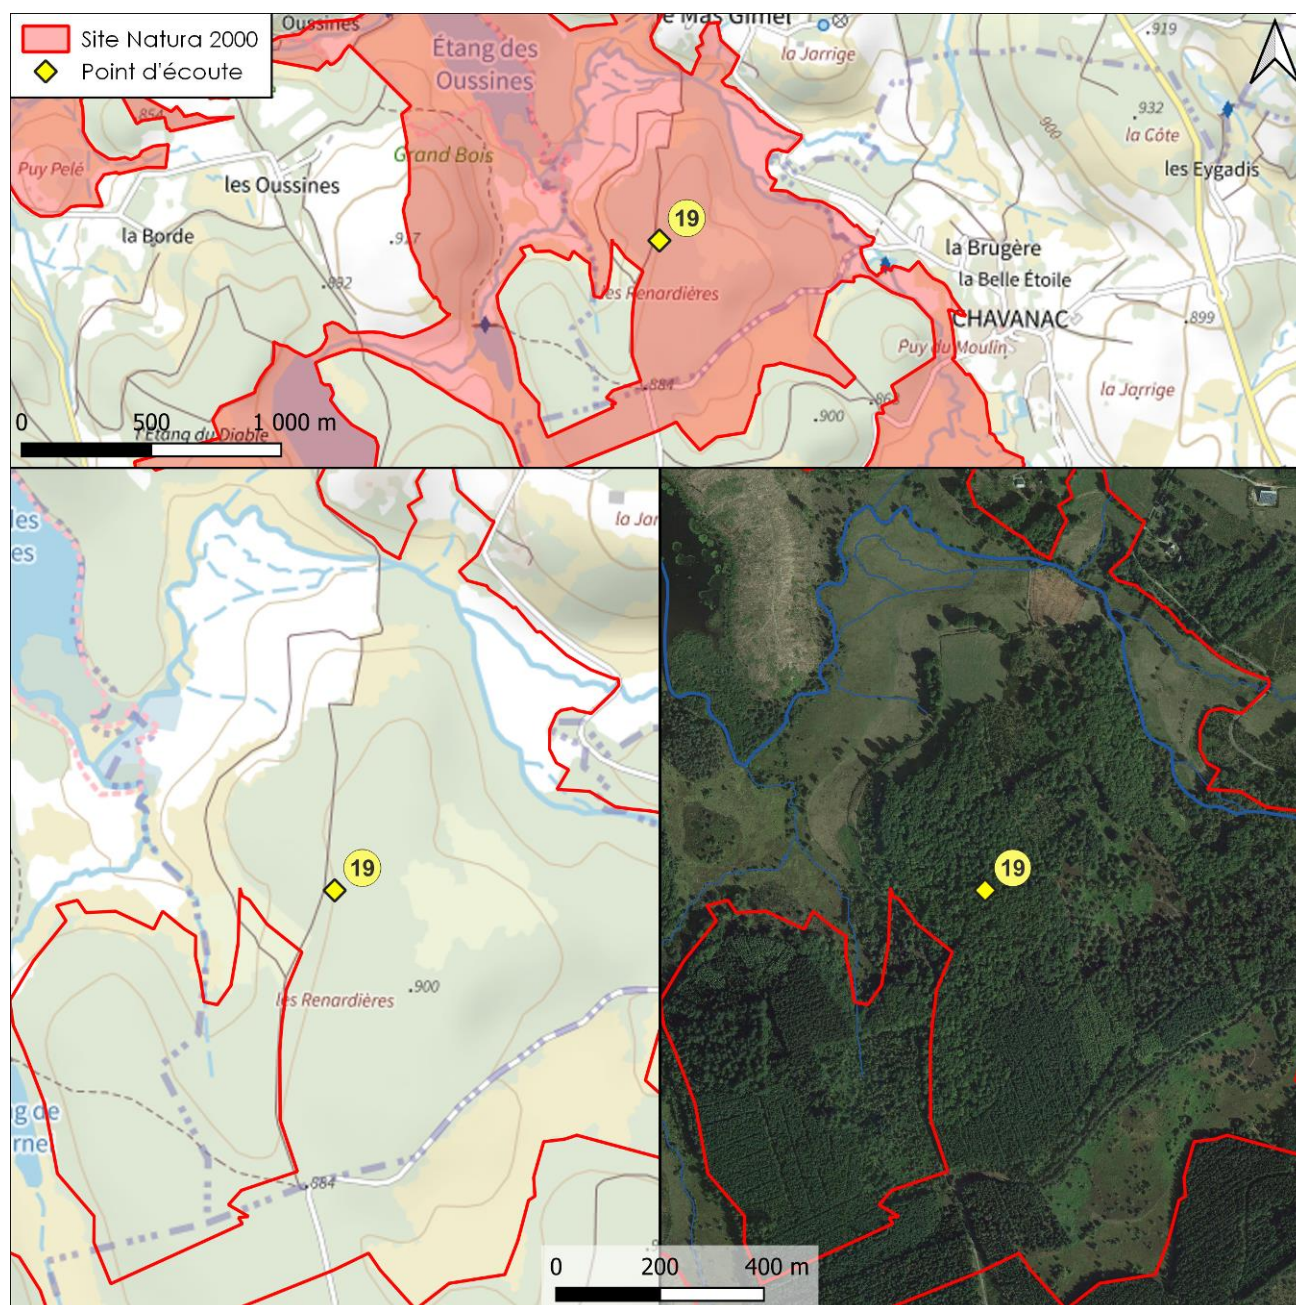 Site Natura 2000
Point d'écoute
Oussines
Mas Gimel
la Jarrige
919
Étang des
Oussines
854
932
la Côte
900
Grand Bois
Puy Pelé
les Oussines
les Eygadis
19
la Borde
917
la Brugère
892
la Belle Étoile
les Renardières
CHAVANAC
899
Puy du Moulin
884
la Jarrige
0 500 1 000 m
l'Étang du Diable
900
la Jar
les
es
19
19
.900
les Renardières
g de
.884
0 200 400 m